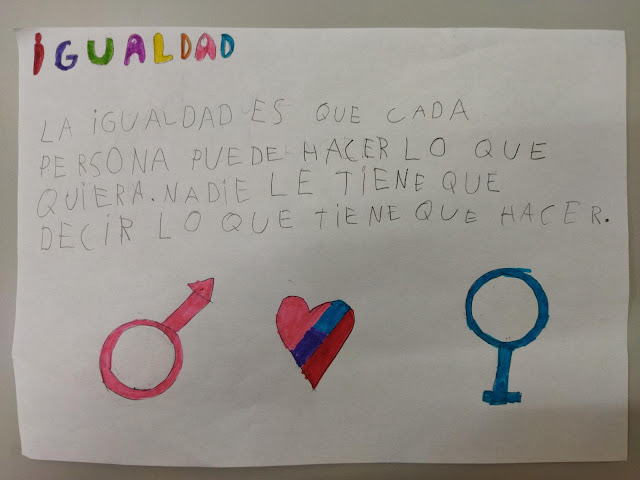 iGUALDAD
LA iGUALDAD ES QUE CADA
PERSONA PUEDE HACER LO QUE
QUIERA. NADIE LE TIENE QUE
DECIR LO QUE TIENE QUE HACER.